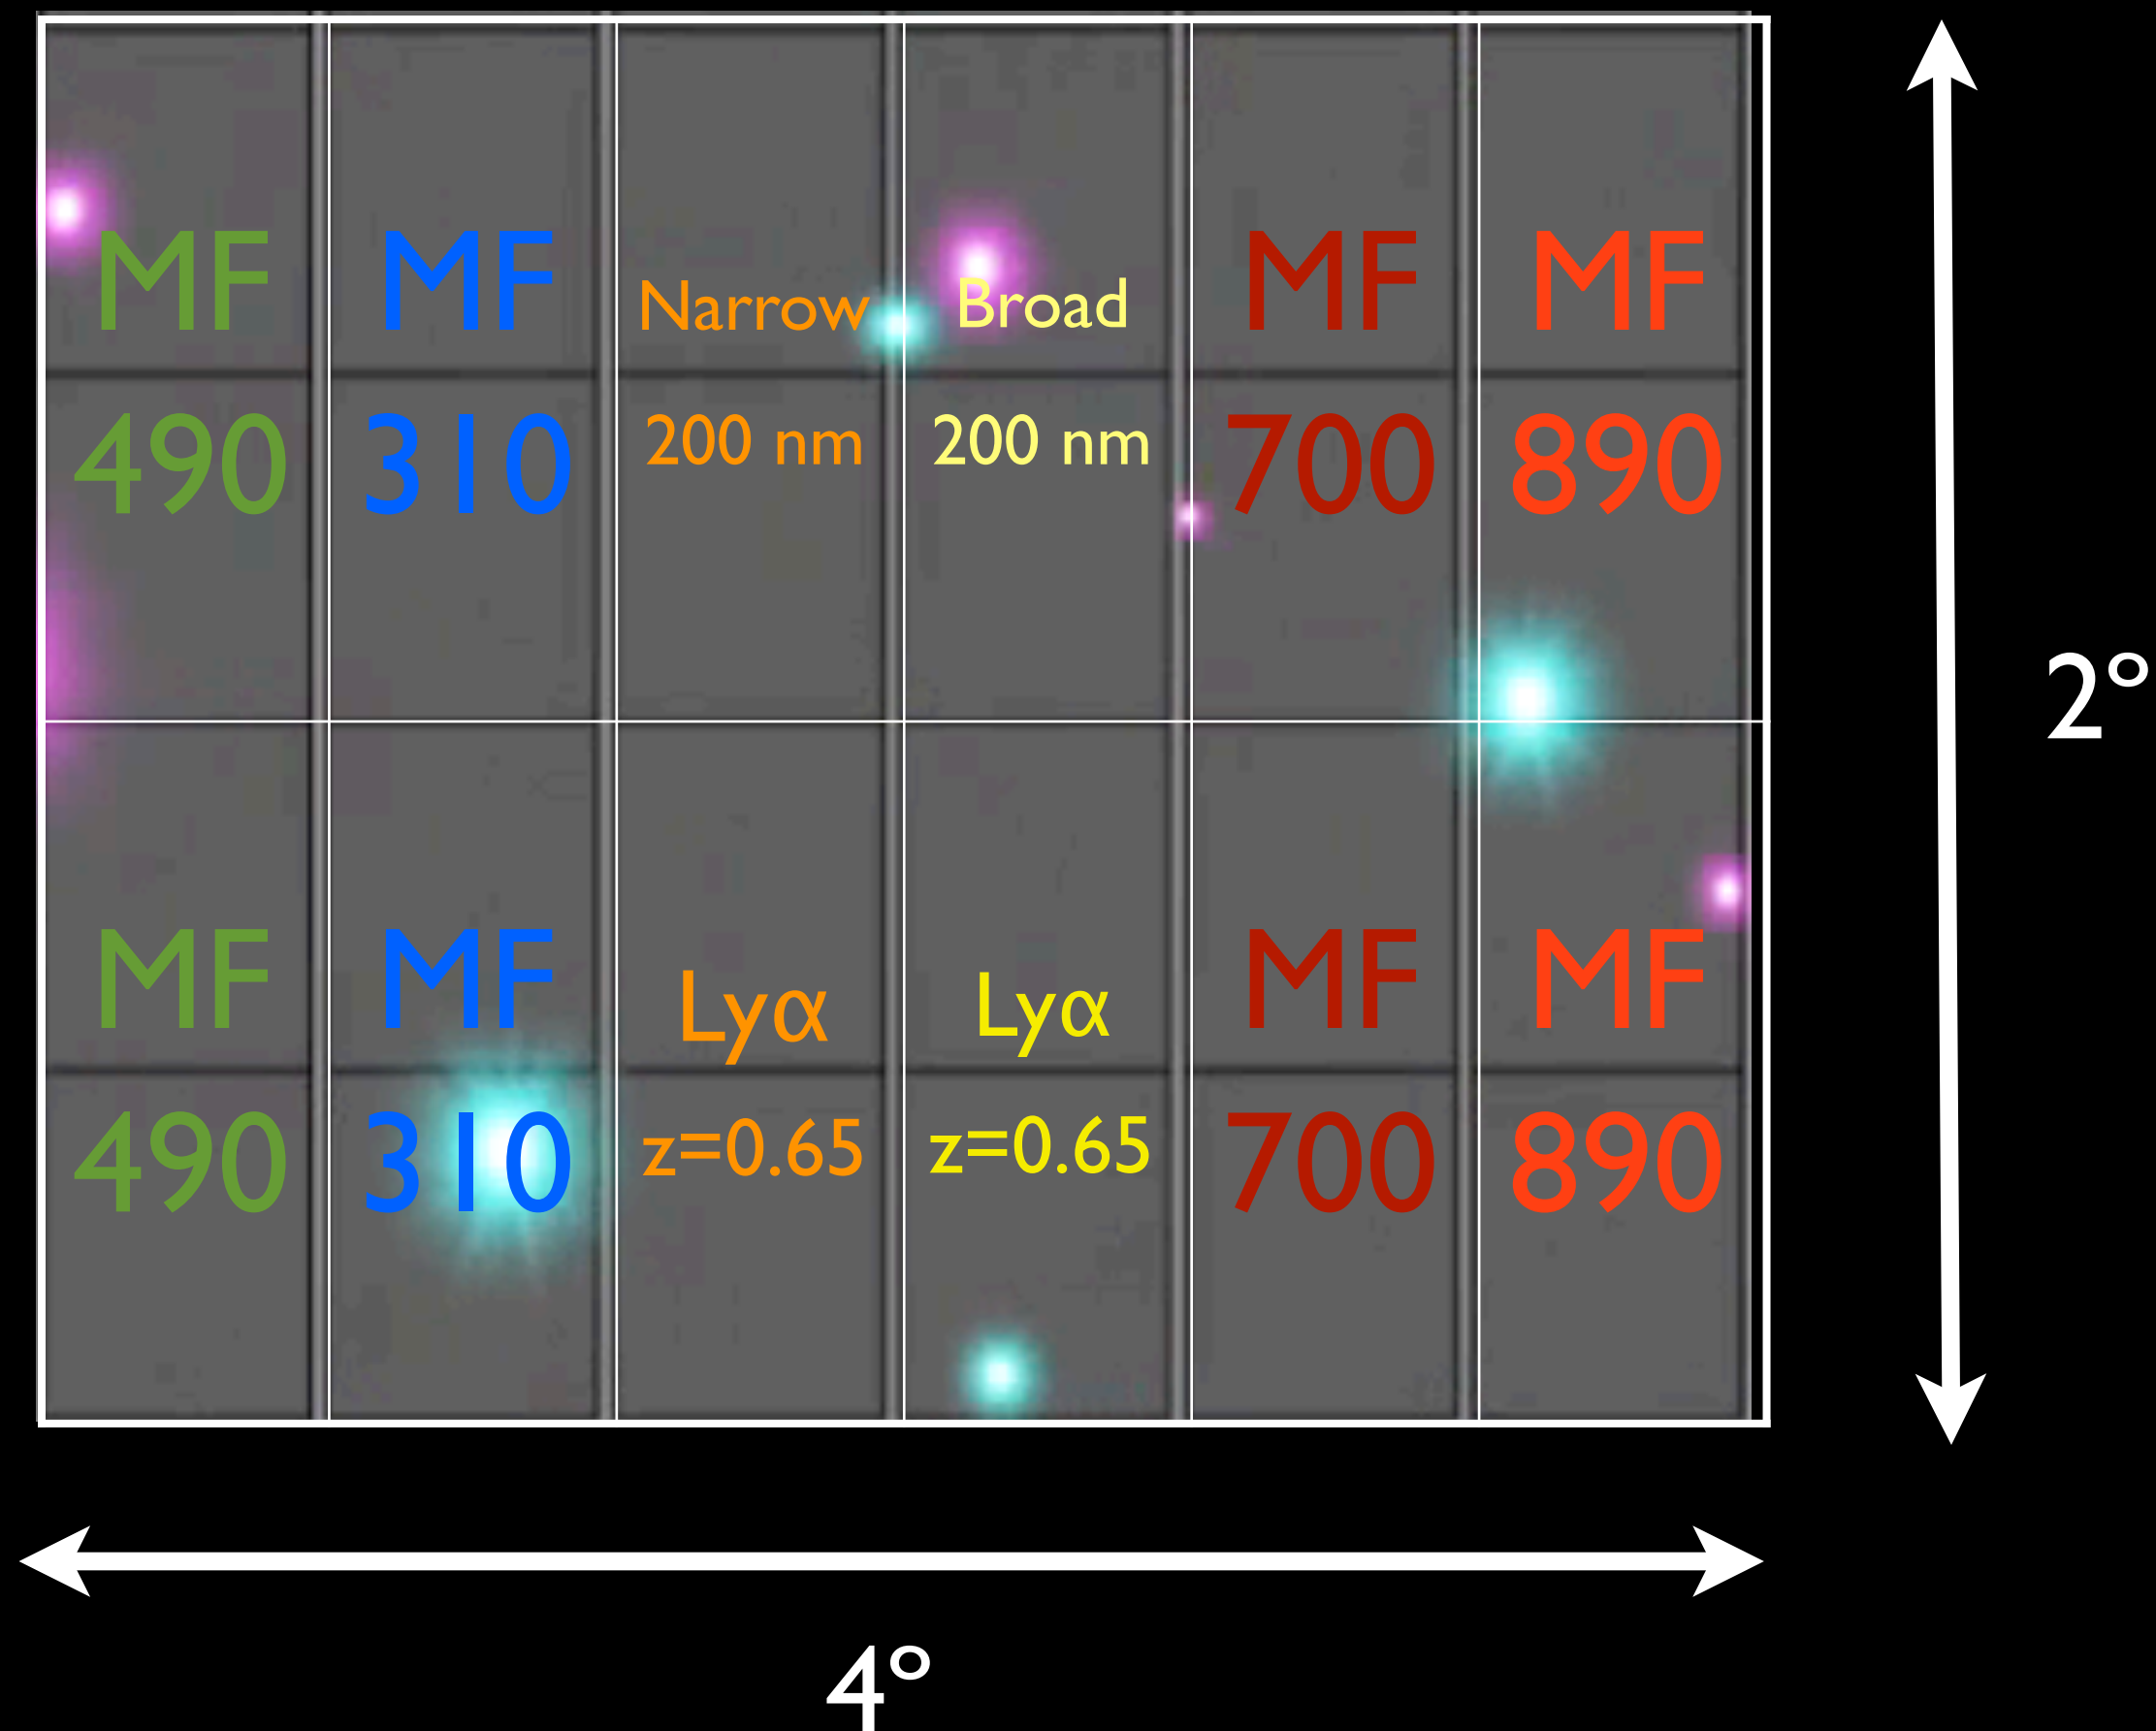 MF MF Narrow Broad MF MF
490 310 200 nm 200 nm 700 890
2°
MF MF Lyα Lyα MF MF
490 310 z=0.65 z=0.65 700 890
4°